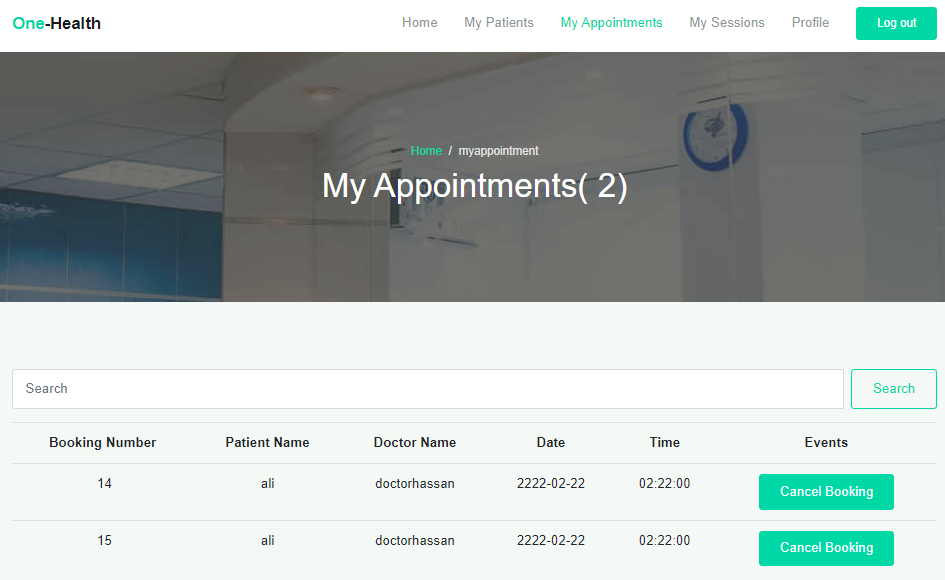 One-Health Home My Patients My Appointments My Sessions Profile Log out
Home / myappointment
My Appointments( 2)
Search Search
Booking Number Patient Name Doctor Name Date Time Events
14 ali doctorhassan 2222-02-22 02:22:00 Cancel Booking
15 ali doctorhassan 2222-02-22 02:22:00 Cancel Booking